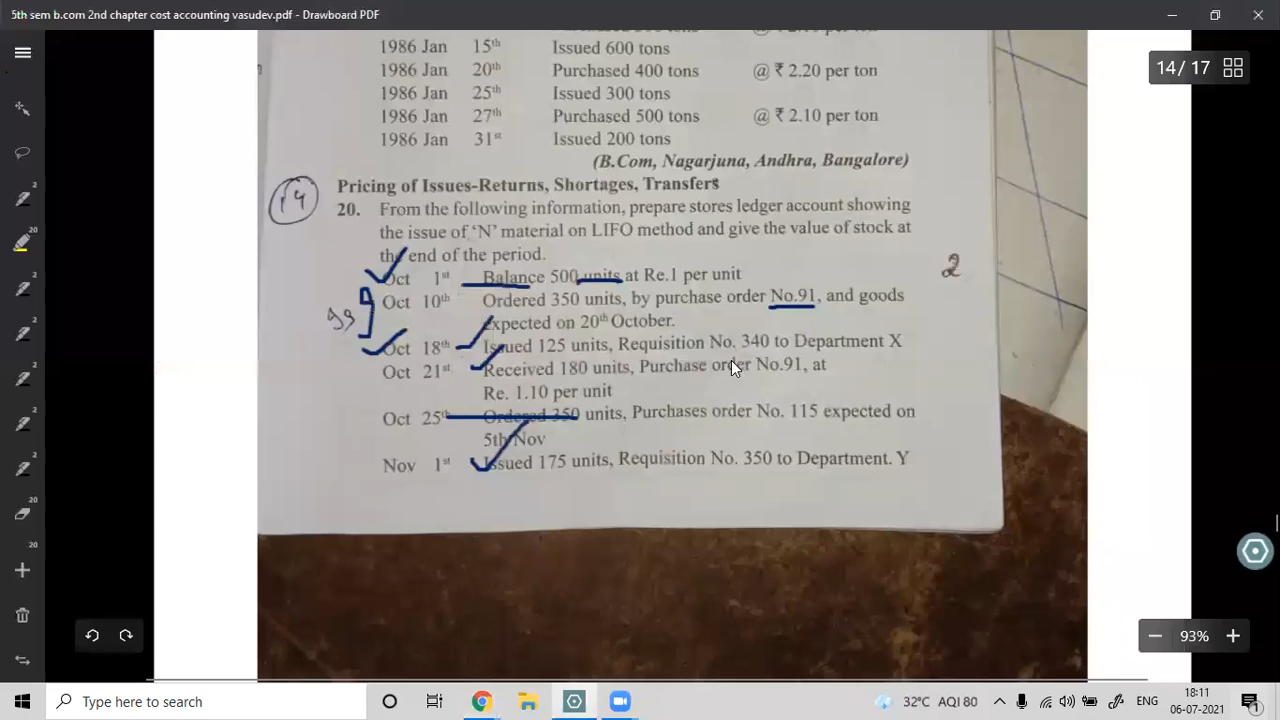 5th sem b.com 2nd chapter cost accounting vasudev.pdf - Drawboard PDF
14 / 17
1986 Jan 15th Issued 600 tons
1986 Jan 20th Purchased 400 tons @ ₹ 2.20 per ton
1986 Jan 25th Issued 300 tons
1986 Jan 27th Purchased 500 tons @ ₹ 2.10 per ton
1986 Jan 31st Issued 200 tons
(B.Com, Nagarjuna, Andhra, Bangalore)
Pricing of Issues-Returns, Shortages, Transfers
20. From the following information, prepare stores ledger account showing
the issue of 'N' material on LIFO method and give the value of stock at
the end of the period.
Oct 1st Balance 500 units at Re.1 per unit
2
Oct 10th Ordered 350 units, by purchase order No.91, and goods
expected on 20th October.
Oct 18th Issued 125 units, Requisition No. 340 to Department X
Oct 21st Received 180 units, Purchase order No.91, at
Re. 1.10 per unit
Oct 25th Ordered 350 units, Purchases order No. 115 expected on
5th Nov
Nov 1st Issued 175 units, Requisition No. 350 to Department. Y
93%
Type here to search
32°C AQI 80
ENG
18:11
06-07-2021